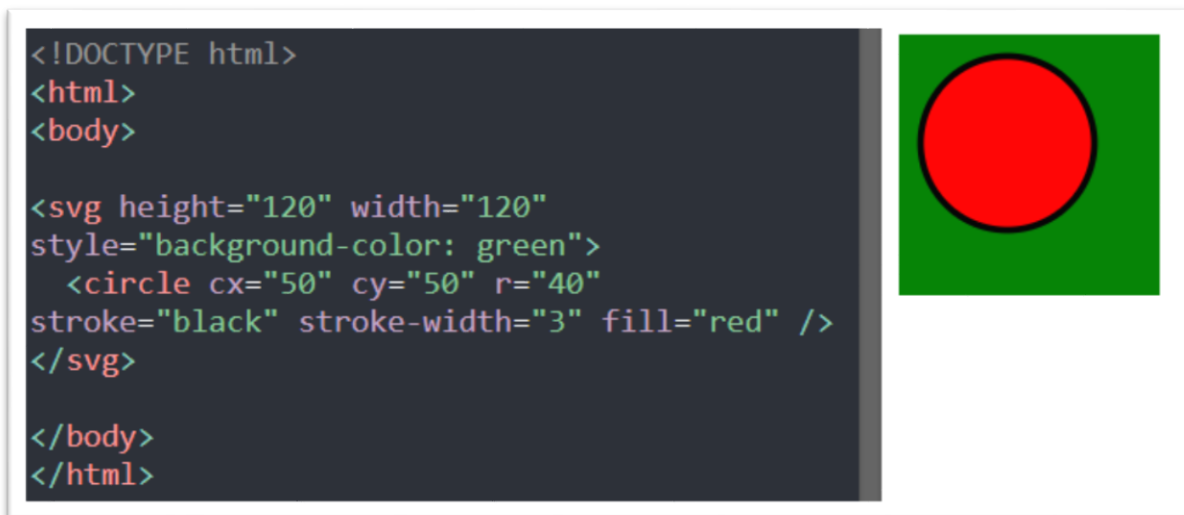 <!DOCTYPE html>
<html>
<body>
<svg height="120" width="120"
style="background-color: green">
<circle cx="50" cy="50" r="40"
stroke="black" stroke-width="3" fill="red" />
</svg>
</body>
</html>